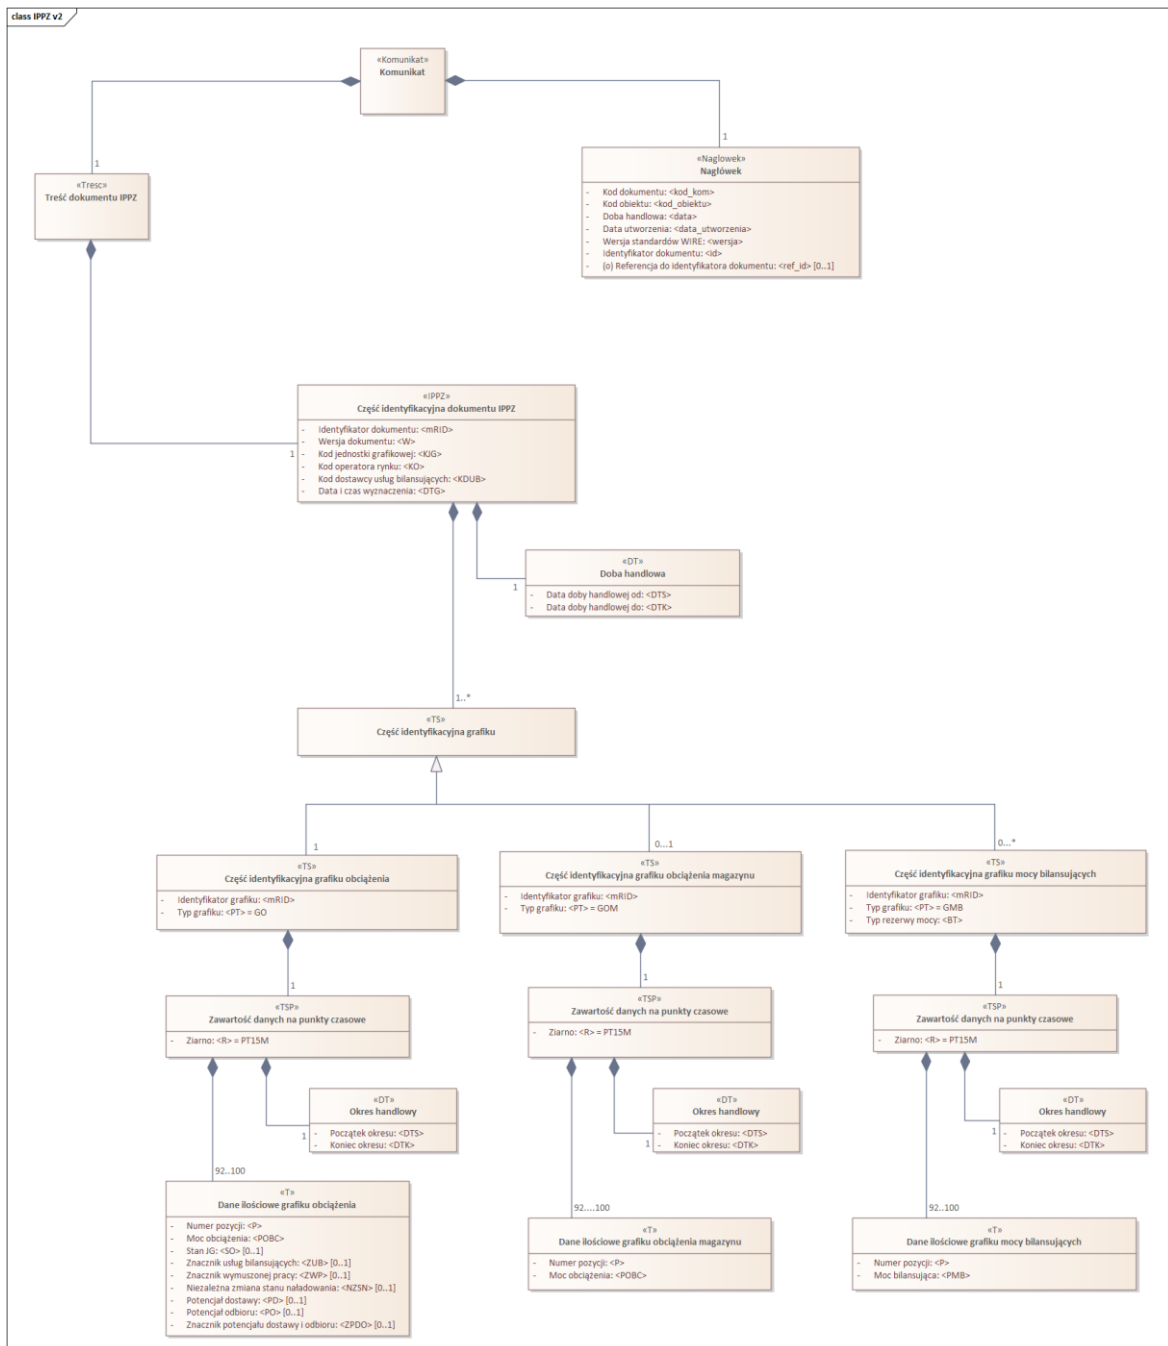 class IPPZ v2
«Komunikat»
Komunikat
1
1
«Tresc»
Treść dokumentu IPPZ
«Naglowek»
Nagłówek
- Kod dokumentu: <kod_kom>
- Kod obiektu: <kod_obiektu>
- Doba handlowa: <data>
- Data utworzenia: <data_utworzenia>
- Wersja standardów WIRE: <wersja>
- Identyfikator dokumentu: <id>
- (o) Referencja do identyfikatora dokumentu: <ref_id> [0..1]
«IPPZ»
Część identyfikacyjna dokumentu IPPZ
- Identyfikator dokumentu: <mRID>
- Wersja dokumentu: <W>
- Kod jednostki grafikowej: <KJG>
- Kod operatora rynku: <KO>
- Kod dostawcy usług bilansujących: <KDUB>
- Data i czas wyznaczenia: <DTG>
1
«DT»
Doba handlowa
- Data doby handlowej od: <DTS>
- Data doby handlowej do: <DTK>
1
1..*
«TS»
Część identyfikacyjna grafiku
1
0...1
0...*
«TS»
Część identyfikacyjna grafiku obciążenia
- Identyfikator grafiku: <mRID>
- Typ grafiku: <PT> = GO
«TS»
Część identyfikacyjna grafiku obciążenia magazynu
- Identyfikator grafiku: <mRID>
- Typ grafiku: <PT> = GOM
«TS»
Część identyfikacyjna grafiku mocy bilansujących
- Identyfikator grafiku: <mRID>
- Typ grafiku: <PT> = GMB
- Typ rezerwy mocy: <BT>
1
1
1
«TSP»
Zawartość danych na punkty czasowe
- Ziarno: <R> = PT15M
«TSP»
Zawartość danych na punkty czasowe
- Ziarno: <R> = PT15M
«TSP»
Zawartość danych na punkty czasowe
- Ziarno: <R> = PT15M
«DT»
Okres handlowy
- Początek okresu: <DTS>
- Koniec okresu: <DTK>
1
«DT»
Okres handlowy
- Początek okresu: <DTS>
- Koniec okresu: <DTK>
1
«DT»
Okres handlowy
- Początek okresu: <DTS>
- Koniec okresu: <DTK>
1
92..100
92....100
92..100
«T»
Dane ilościowe grafiku obciążenia
- Numer pozycji: <P>
- Moc obciążenia: <POBC>
- Stan JG: <SO> [0..1]
- Znacznik usług bilansujących: <ZUB> [0..1]
- Znacznik wymuszonej pracy: <ZWP> [0..1]
- Niezależna zmiana stanu naładowania: <NZSN> [0..1]
- Potencjał dostawy: <PD> [0..1]
- Potencjał odbioru: <PO> [0..1]
- Znacznik potencjału dostawy i odbioru: <ZPDO> [0..1]
«T»
Dane ilościowe grafiku obciążenia magazynu
- Numer pozycji: <P>
- Moc obciążenia: <POBC>
«T»
Dane ilościowe grafiku mocy bilansujących
- Numer pozycji: <P>
- Moc bilansująca: <PMB>